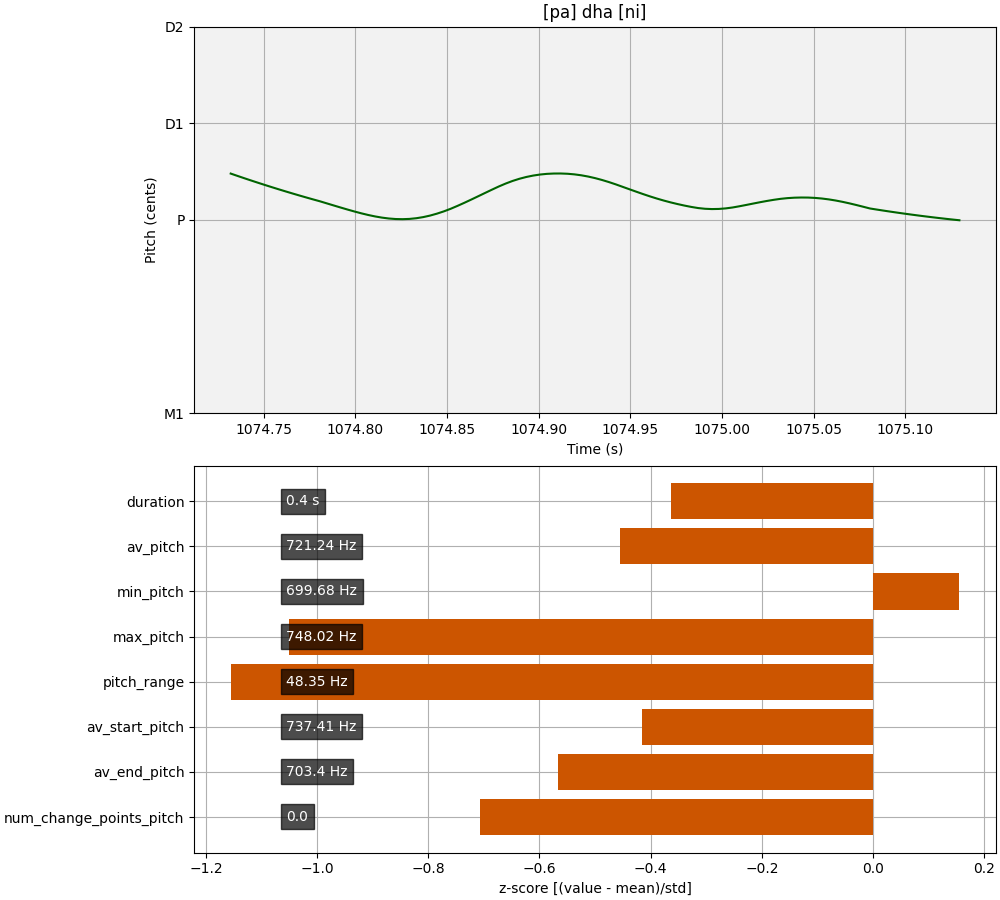 [pa] dha [ni]
D2
D1
P
M1
Pitch (cents)
1074.75 1074.80 1074.85 1074.90 1074.95 1075.00 1075.05 1075.10
Time (s)
duration 0.4 s
av_pitch 721.24 Hz
min_pitch 699.68 Hz
max_pitch 748.02 Hz
pitch_range 48.35 Hz
av_start_pitch 737.41 Hz
av_end_pitch 703.4 Hz
num_change_points_pitch 0.0
−1.2 −1.0 −0.8 −0.6 −0.4 −0.2 0.0 0.2
z-score [(value - mean)/std]